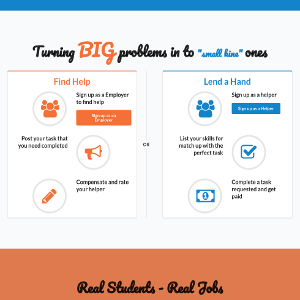 Turning BIG problems in to "small hine" ones
Find Help
Sign up as a Employer
to find help
Sign up as an
Employer
Post your task that
you need completed
Compensate and rate
your helper
OR
Lend a Hand
Sign up as a helper
Sign up as a Helper
List your skills for
match up with the
perfect task
Complete a task
requested and get
paid
Real Students - Real Jobs